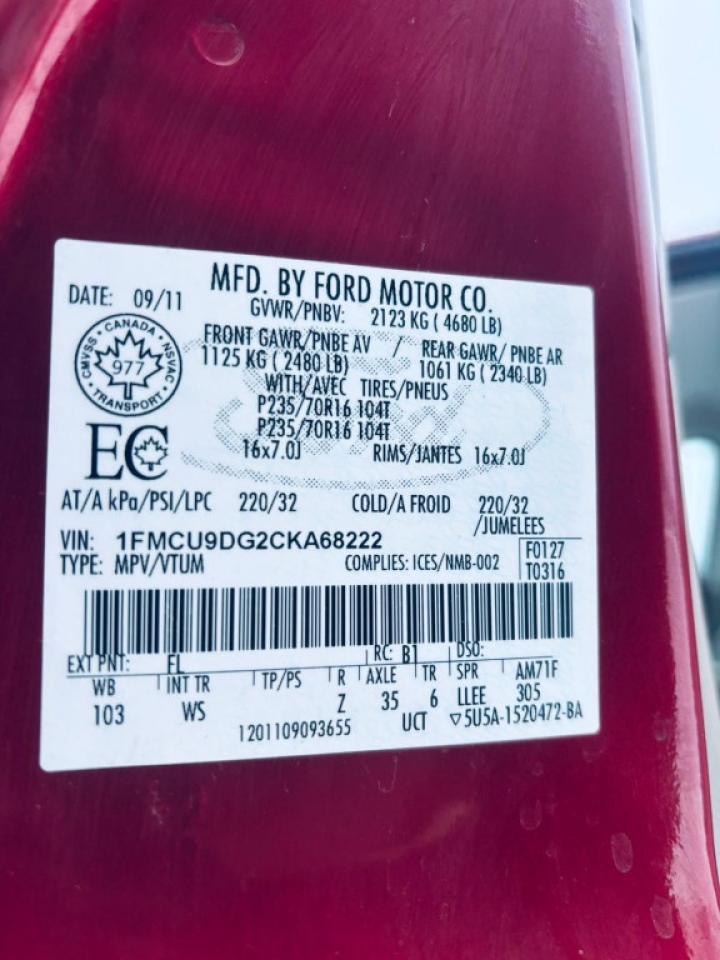 MFD. BY FORD MOTOR CO.
DATE: 09/11
GVWR/PNBV: 2123 KG ( 4680 LB)
FRONT GAWR/PNBE AV / REAR GAWR/ PNBE AR
1125 KG ( 2480 LB) 1061 KG ( 2340 LB)
WITH/AVEC TIRES/PNEUS
P235/70R16 104T
P235/70R16 104T
16x7.0J RIMS/JANTES 16x7.0J
CMVSS • CANADA • NSVAC • TRANSPORT •
977
EC
AT/A kPa/PSI/LPC 220/32 COLD/A FROID 220/32
/JUMELEES
VIN: 1FMCU9DG2CKA68222
TYPE: MPV/VTUM COMPLIES: ICES/NMB-002
F0127
T0316
EXT PNT: FL RC: B1 DSO:
WB INT TR TP/PS R AXLE TR SPR AM71F
103 WS Z 35 6 LLEE 305
1201109093655 UCT ▽5U5A-1520472-BA